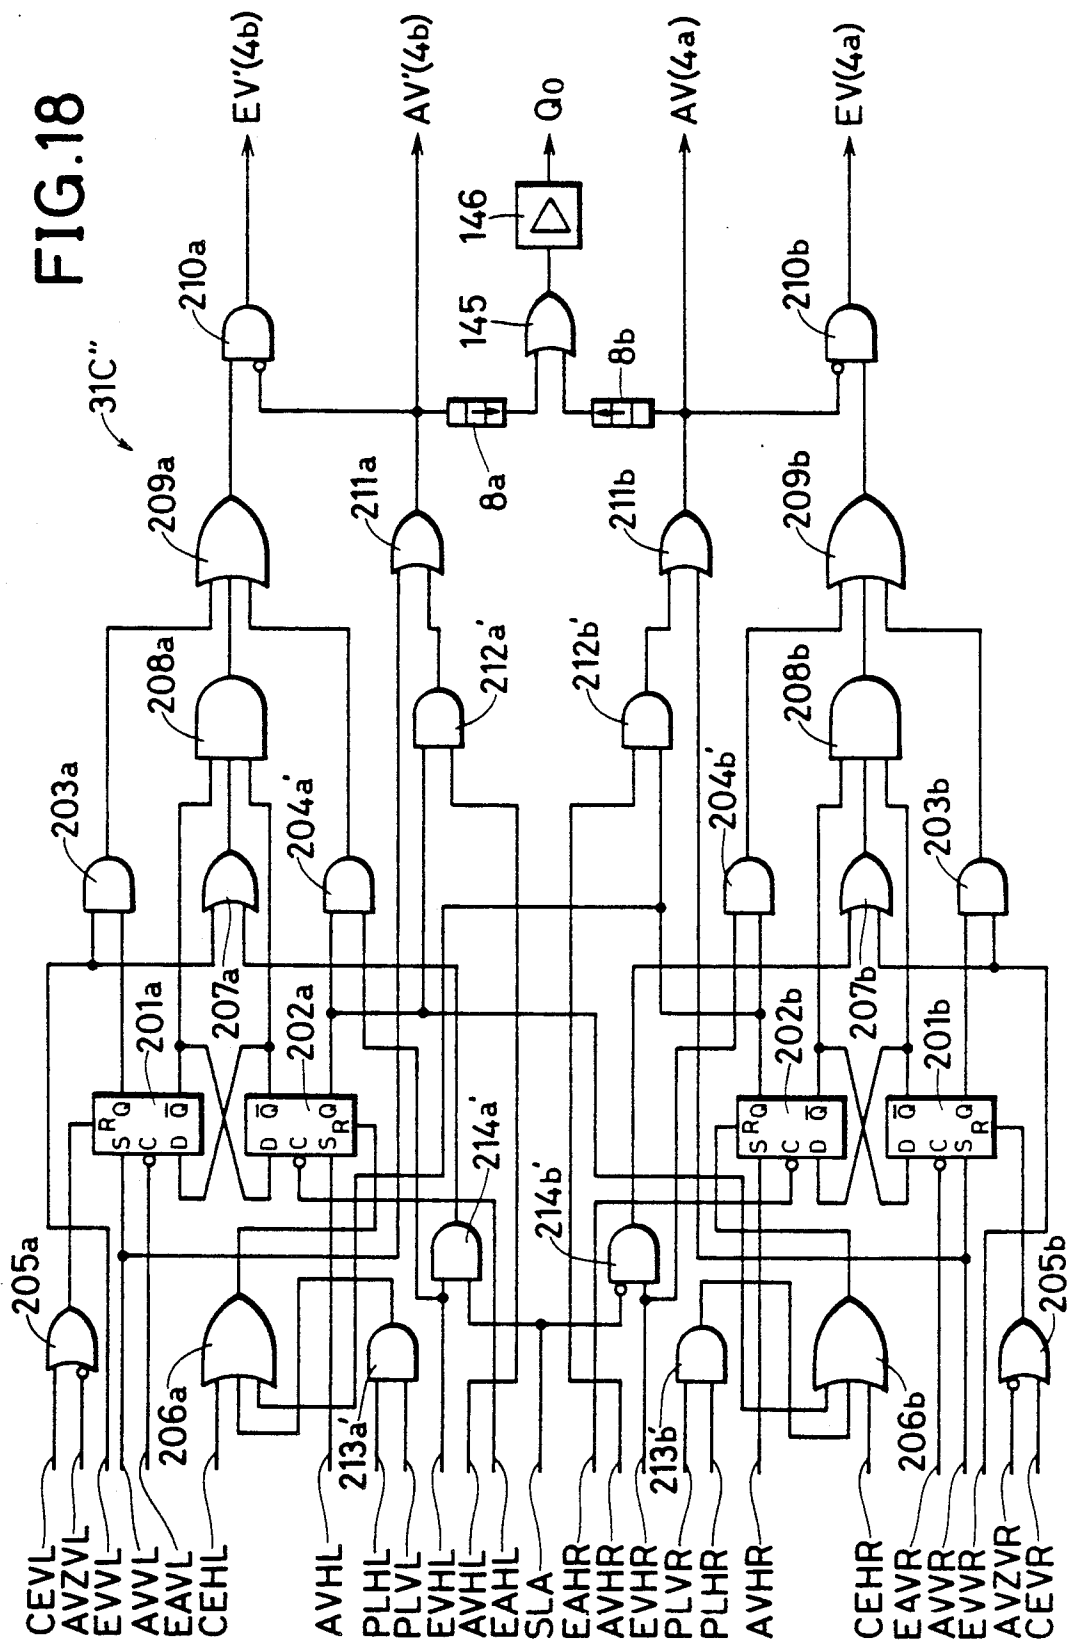 FIG.18
31C"
EV'(4b)
AV'(4b)
Q0
AV(4a)
EV(4a)
210a
146
145
210b
8b
8a
209a
211a
211b
209b
208a
212a'
212b'
208b
203a
204a'
204b'
203b
201a
207a
202a
202b
207b
201b
R
S
Q
C
D
Q̅
D
Q̅
C
S
Q
R
R
S
Q
C
D
Q̅
D
Q̅
C
S
Q
R
214a'
214b'
205a
206a
213a'
213b'
206b
205b
CEVL
AVZVL
EVVL
AVVL
EAVL
CEHL
AVHL
PLHL
PLVL
EVHL
AVHL
EAHL
SLA
EAHR
AVHR
EVHR
PLVR
PLHR
AVHR
CEHR
EAVR
AVVR
EVVR
AVZVR
CEVR